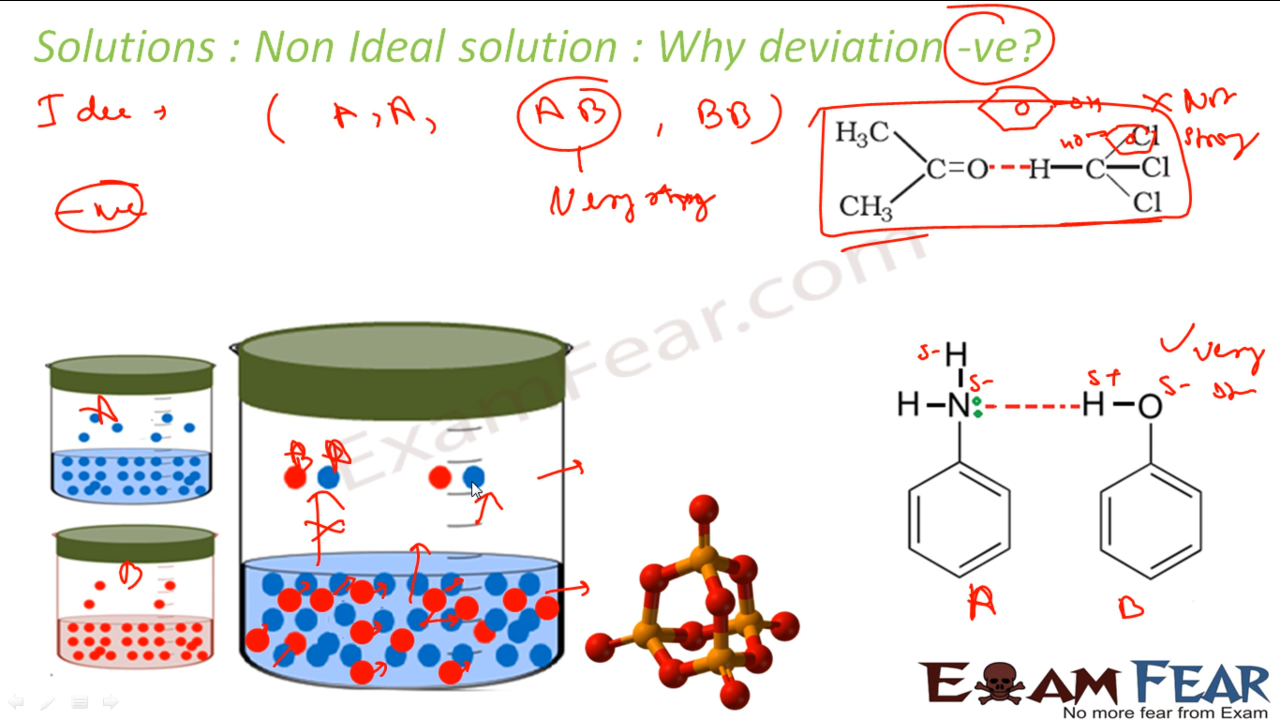 Solutions : Non Ideal solution : Why deviation -ve?
( A, A, AB , BB )
Very strong
-ve
OH
X Not
strong
HO
H₃C
CH₃
C=O---H—C
Cl
Cl
Cl
ExamFear.com
A
B
B A
δ- H
H–N: δ-
δ+ H–O δ-
✓ very
A
B
EXAM FEAR
No more fear from Exam